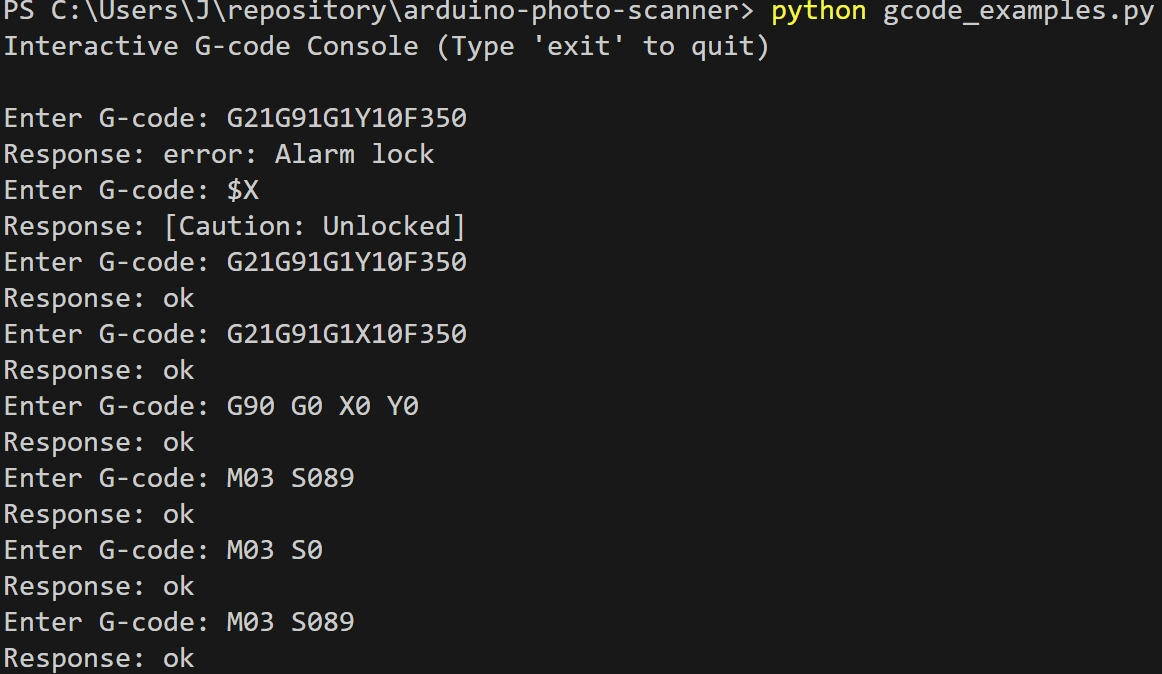 PS C:\Users\J\repository\arduino-photo-scanner> python gcode_examples.py
Interactive G-code Console (Type 'exit' to quit)
Enter G-code: G21G91G1Y10F350
Response: error: Alarm lock
Enter G-code: $X
Response: [Caution: Unlocked]
Enter G-code: G21G91G1Y10F350
Response: ok
Enter G-code: G21G91G1X10F350
Response: ok
Enter G-code: G90 G0 X0 Y0
Response: ok
Enter G-code: M03 S089
Response: ok
Enter G-code: M03 S0
Response: ok
Enter G-code: M03 S089
Response: ok